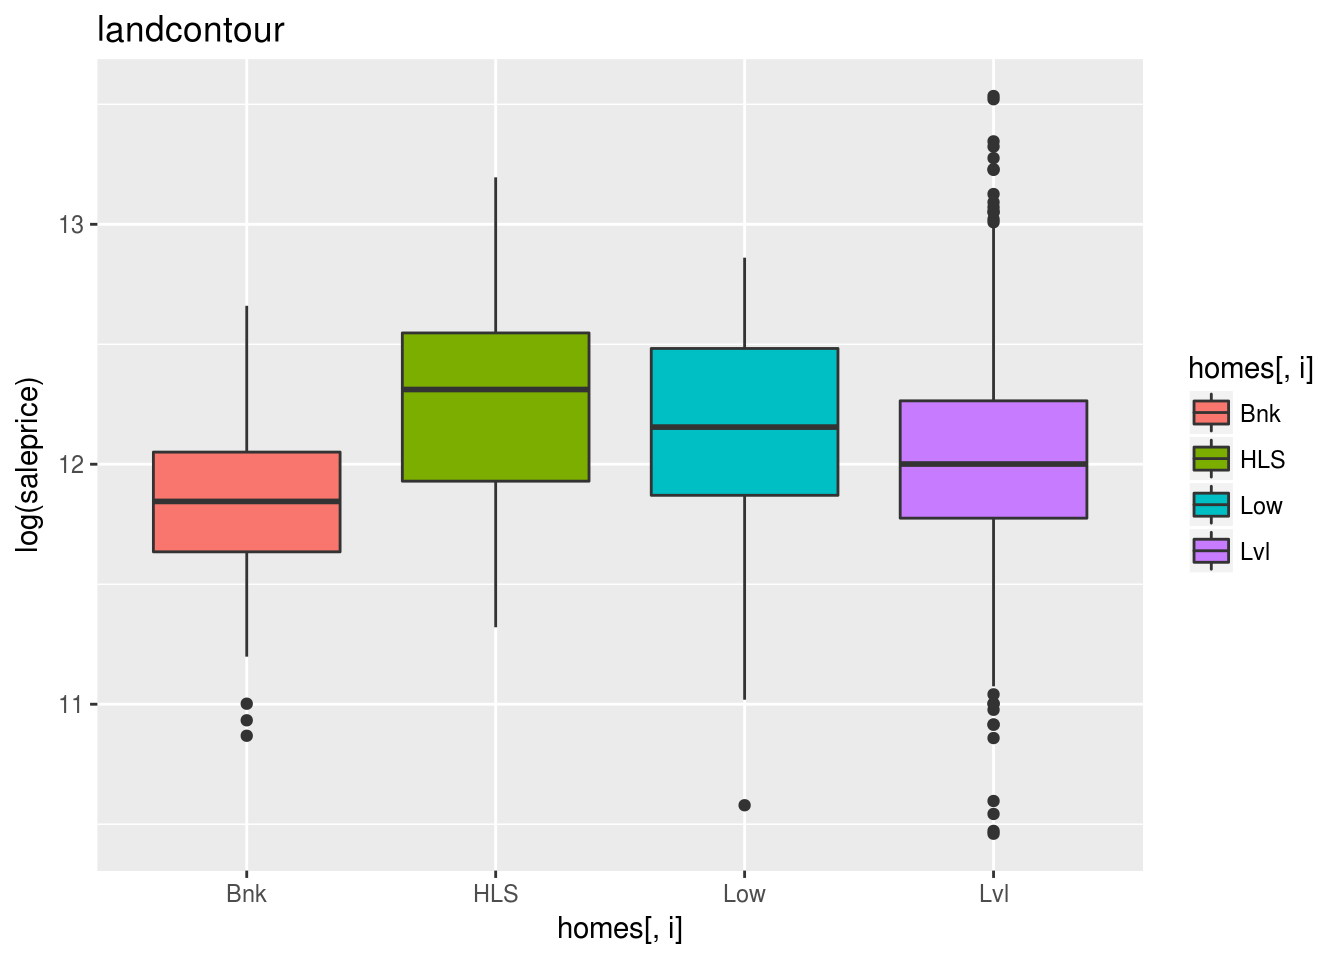 landcontour
log(saleprice)
13
12
11
Bnk
HLS
Low
Lvl
homes[, i]
homes[, i]
Bnk
HLS
Low
Lvl